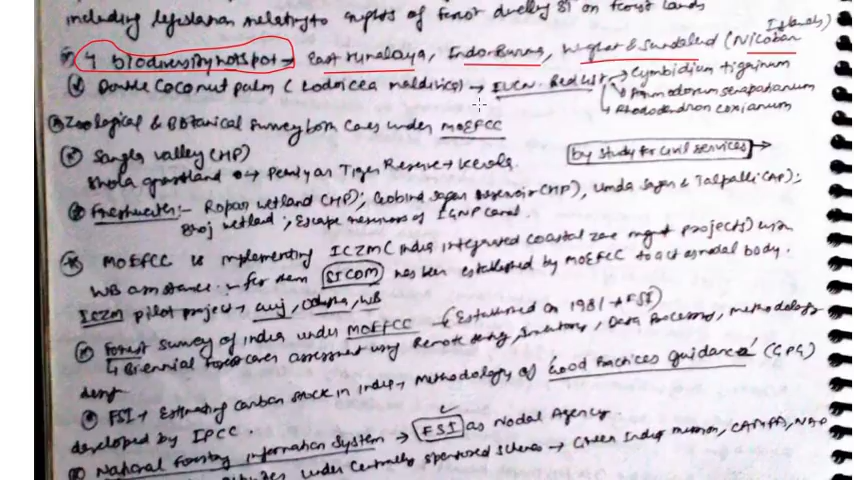 including legislation relating to rights of forest dwelling ST on forest lands
4 biodiversity hotspot → East Himalaya, Indo-Burma, Weghat & Sundaland (Nicobar Islands)
Double Coconut palm (Lodoicea maldivica) → IUCN Red List → Cymbidium tigrinum
Rhododendron coxianum
Zoological & Botanical Survey both comes under MOEFCC
Sangla valley (HP)
Shola grassland → Periyar Tiger Reserve → Kerala.
by study for civil services →
Freshwater :- Ropar wetland (HP); Gobind Sagar Reservoir (HP), Unda Sagar & Talpalli (AP);
Bhoj wetland, Escape reservoirs of IGNP canal.
MOEFCC is implementing ICZM (India integrated coastal zone mgmt projects) with
WB assistance. for them SICOM has been established by MOEFCC to act as nodal body.
ICZM pilot project → Guj, Odisha, WB
Forest Survey of India under MOEFCC (Established on 1981 → FSI)
↳ Biennial Forest cover assessment using Remote sensing, Inventory, Data Processing, methodology
design
FSI → Estimating carbon stock in India → Methodology of 'Good Practices guidance' (GPG)
developed by IPCC.
National Forestry information System → FSI as Nodal Agency
under Centrally sponsored scheme → Green India mission, CAMPA, NAP